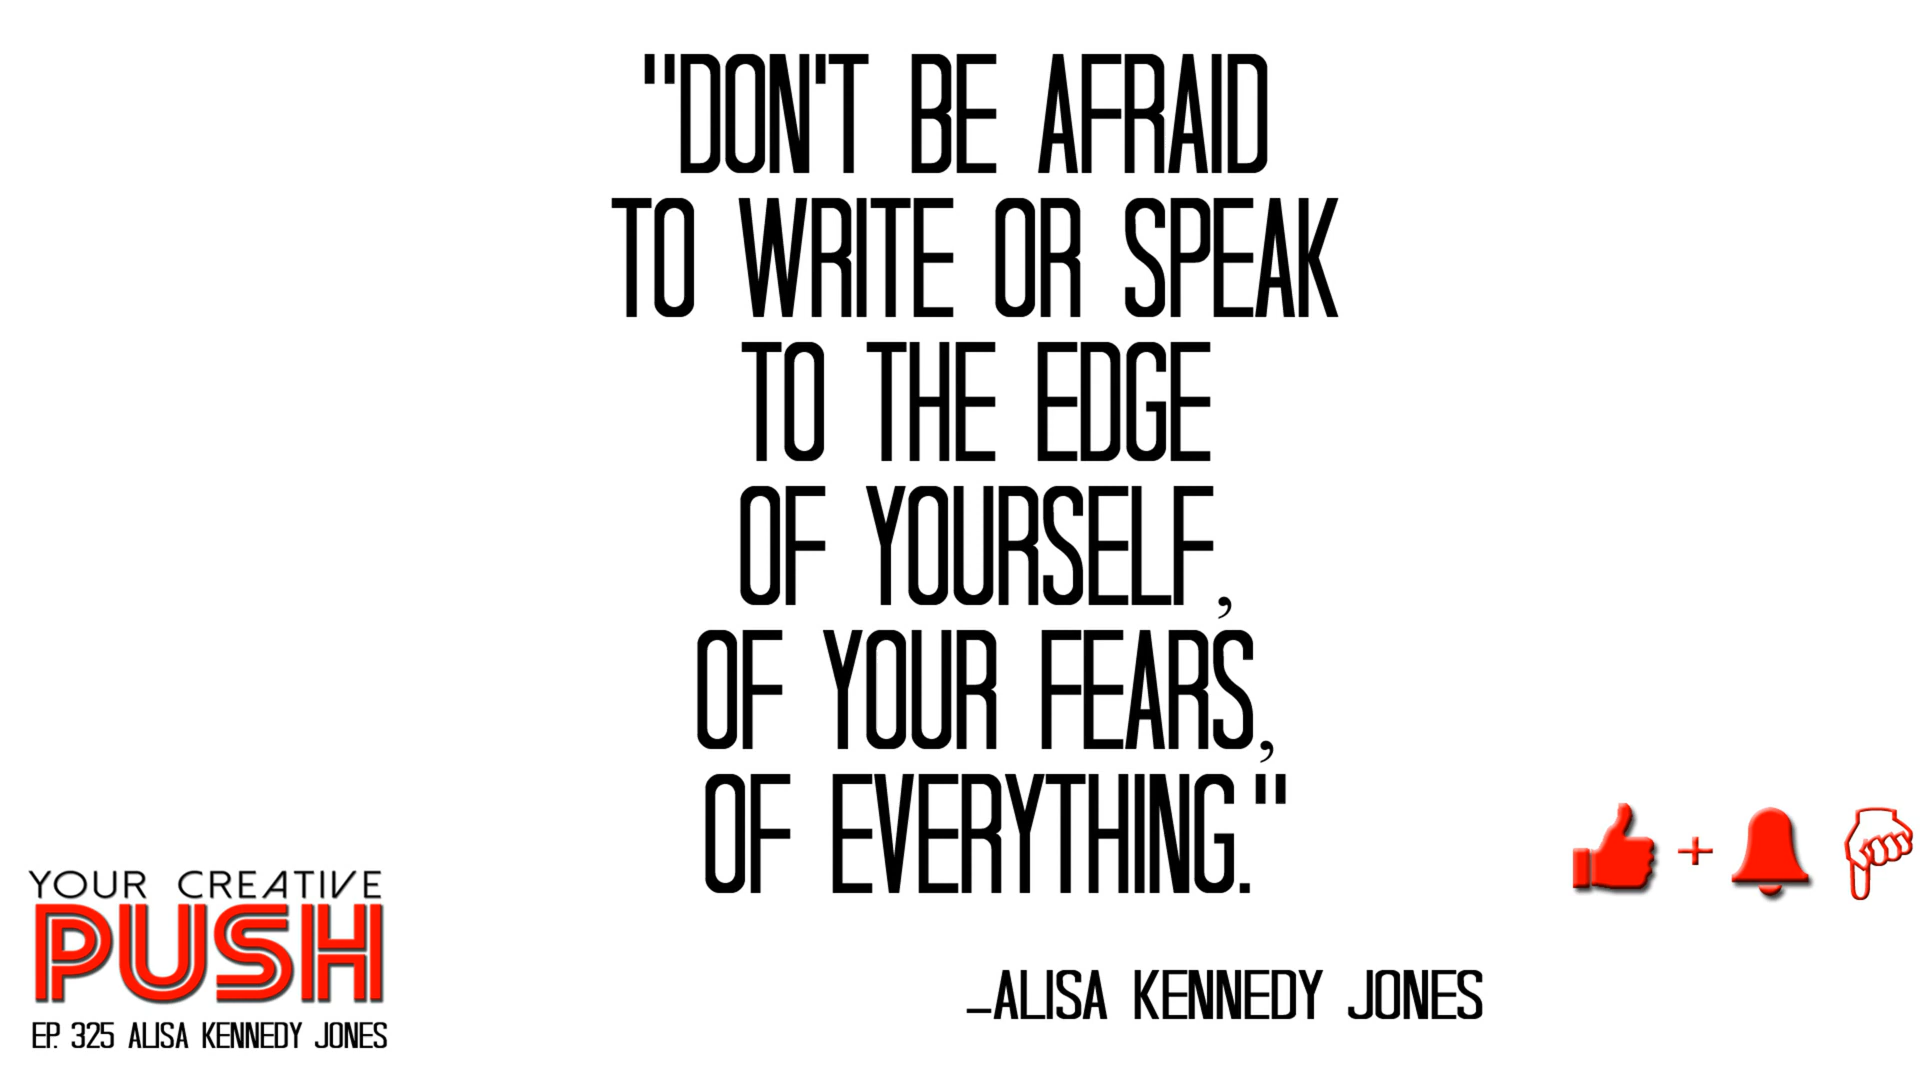 "DON'T BE AFRAID
TO WRITE OR SPEAK
TO THE EDGE
OF YOURSELF,
OF YOUR FEARS,
OF EVERYTHING."
–ALISA KENNEDY JONES
YOUR CREATIVE
PUSH
EP. 325 ALISA KENNEDY JONES
+